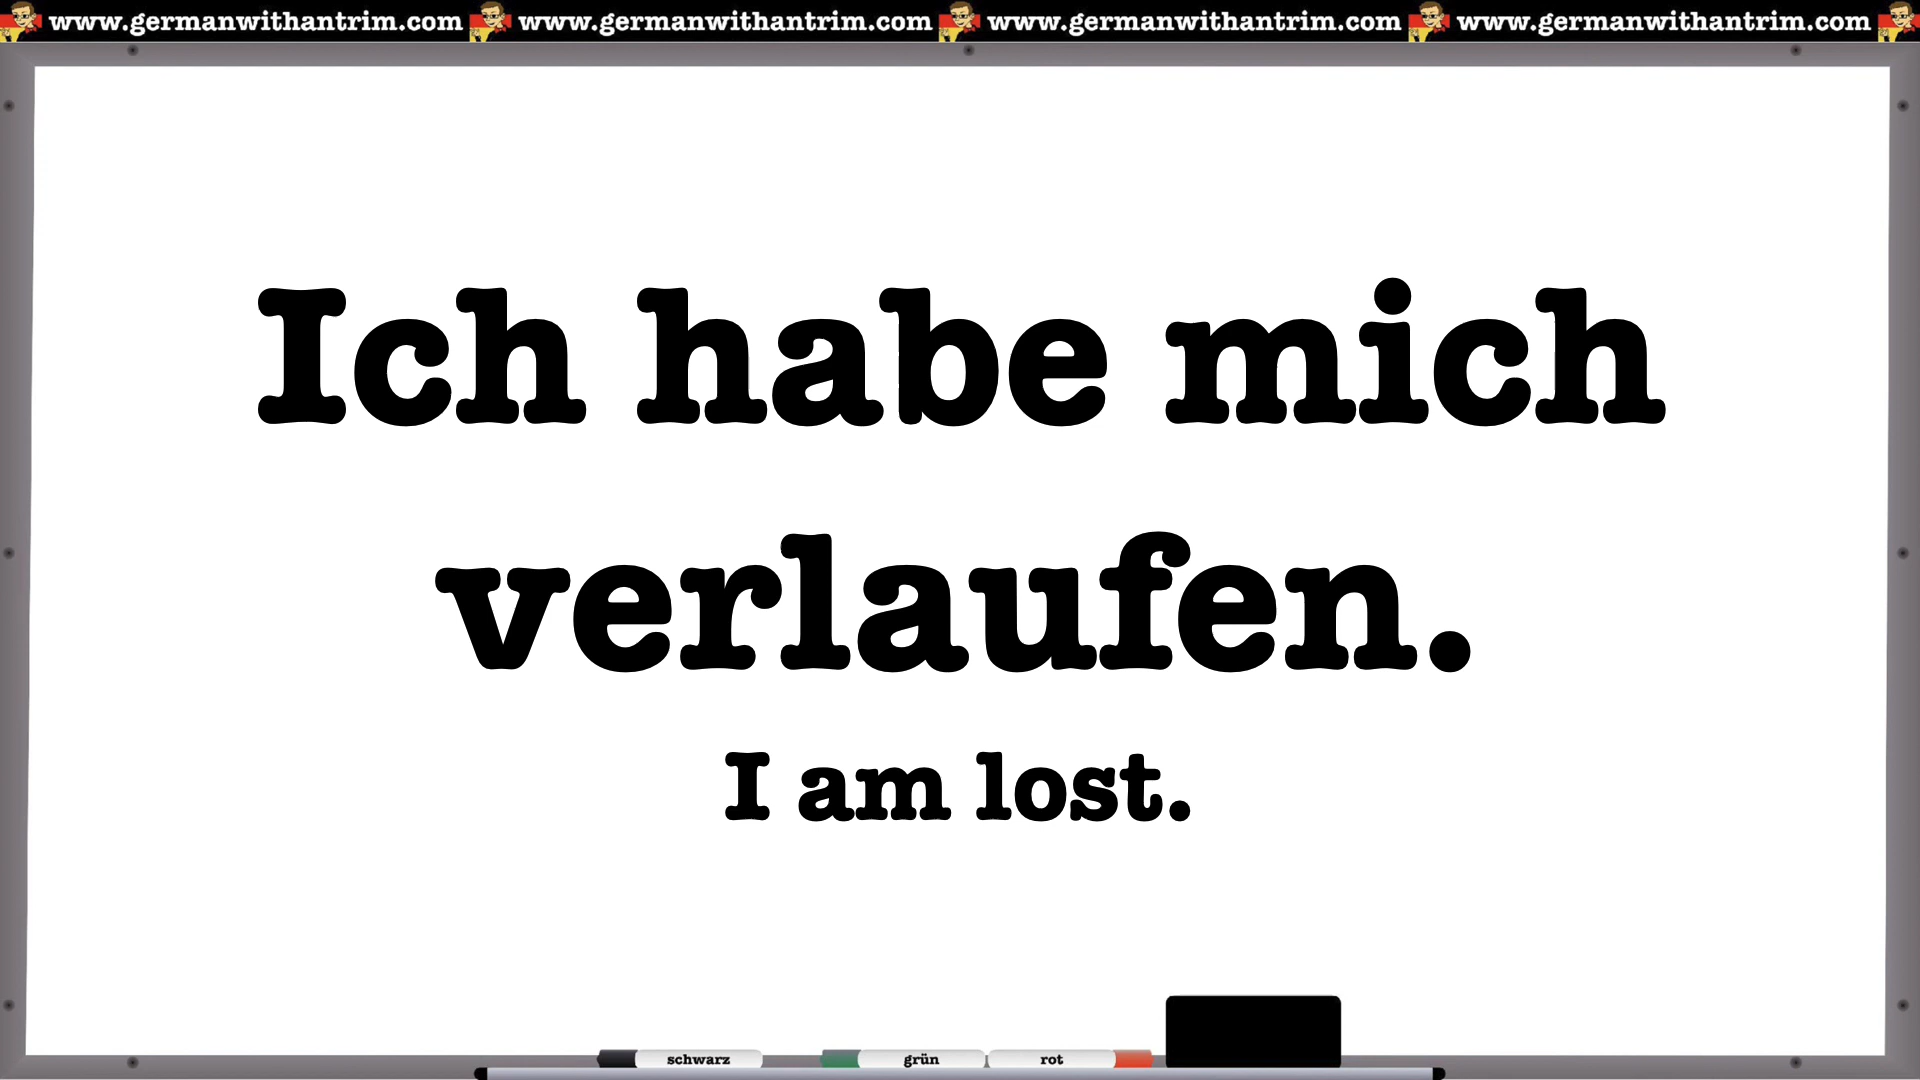 www.germanwithantrim.com www.germanwithantrim.com www.germanwithantrim.com www.germanwithantrim.com
Ich habe mich
verlaufen.
I am lost.
schwarz grün rot